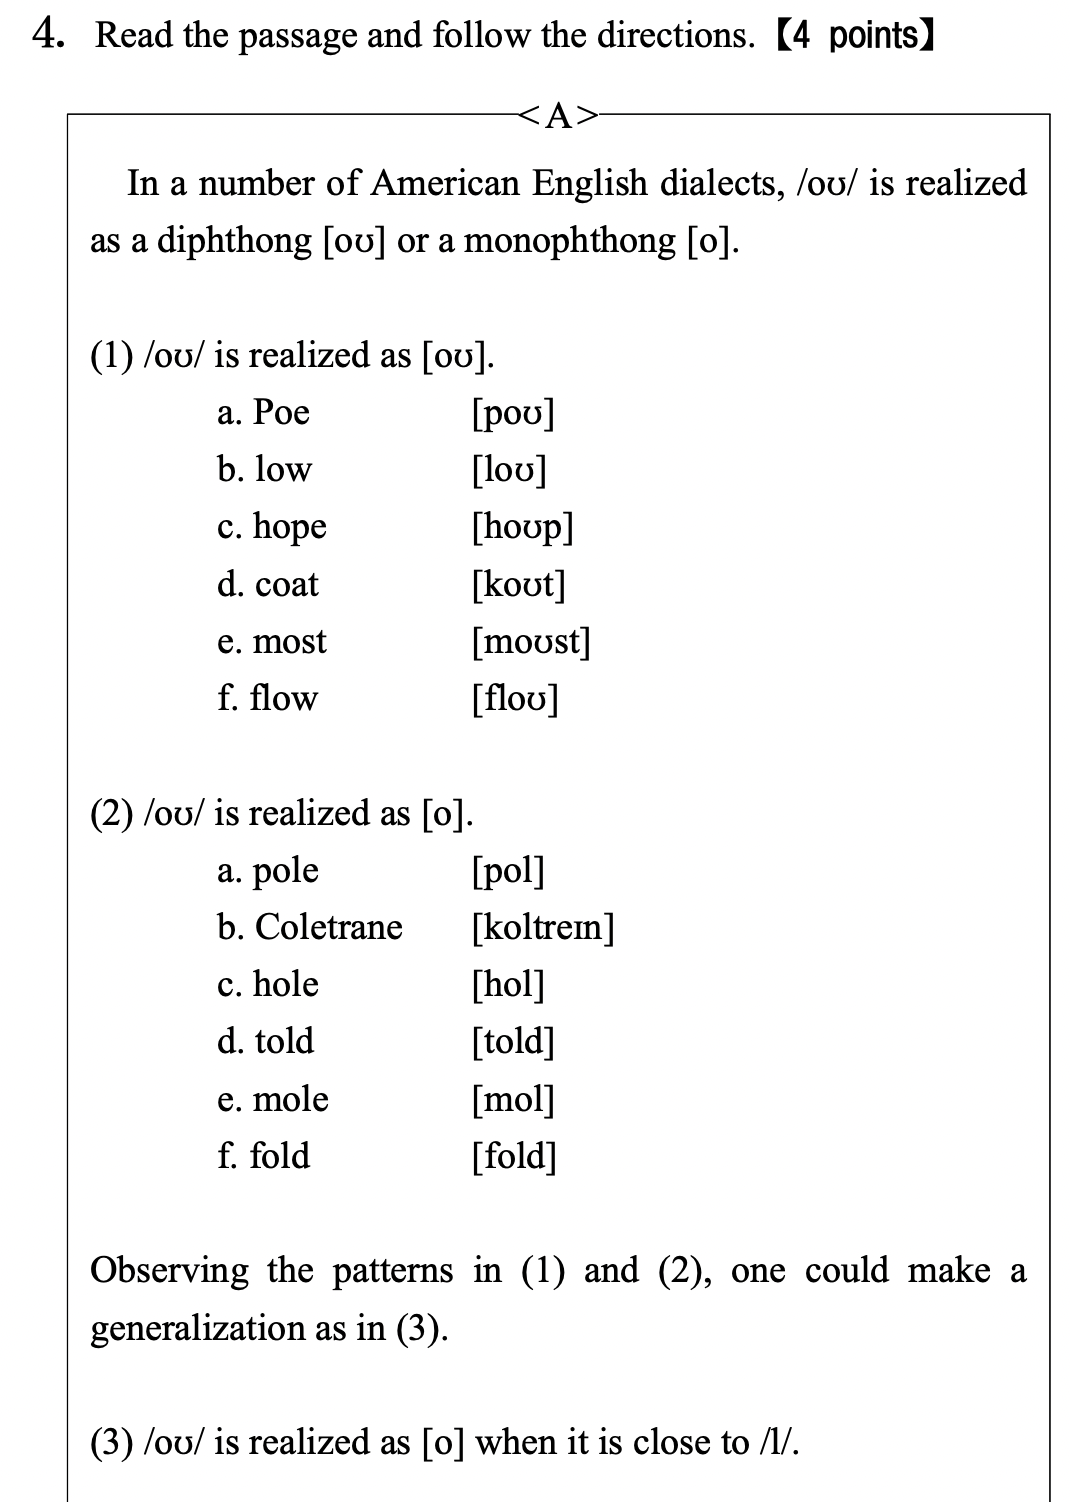 4. Read the passage and follow the directions. 【4 points】
<A>
In a number of American English dialects, /oʊ/ is realized
as a diphthong [oʊ] or a monophthong [o].
(1) /oʊ/ is realized as [oʊ].
a. Poe [poʊ]
b. low [loʊ]
c. hope [hoʊp]
d. coat [koʊt]
e. most [moʊst]
f. flow [floʊ]
(2) /oʊ/ is realized as [o].
a. pole [pol]
b. Coletrane [koltreɪn]
c. hole [hol]
d. told [told]
e. mole [mol]
f. fold [fold]
Observing the patterns in (1) and (2), one could make a
generalization as in (3).
(3) /oʊ/ is realized as [o] when it is close to /l/.